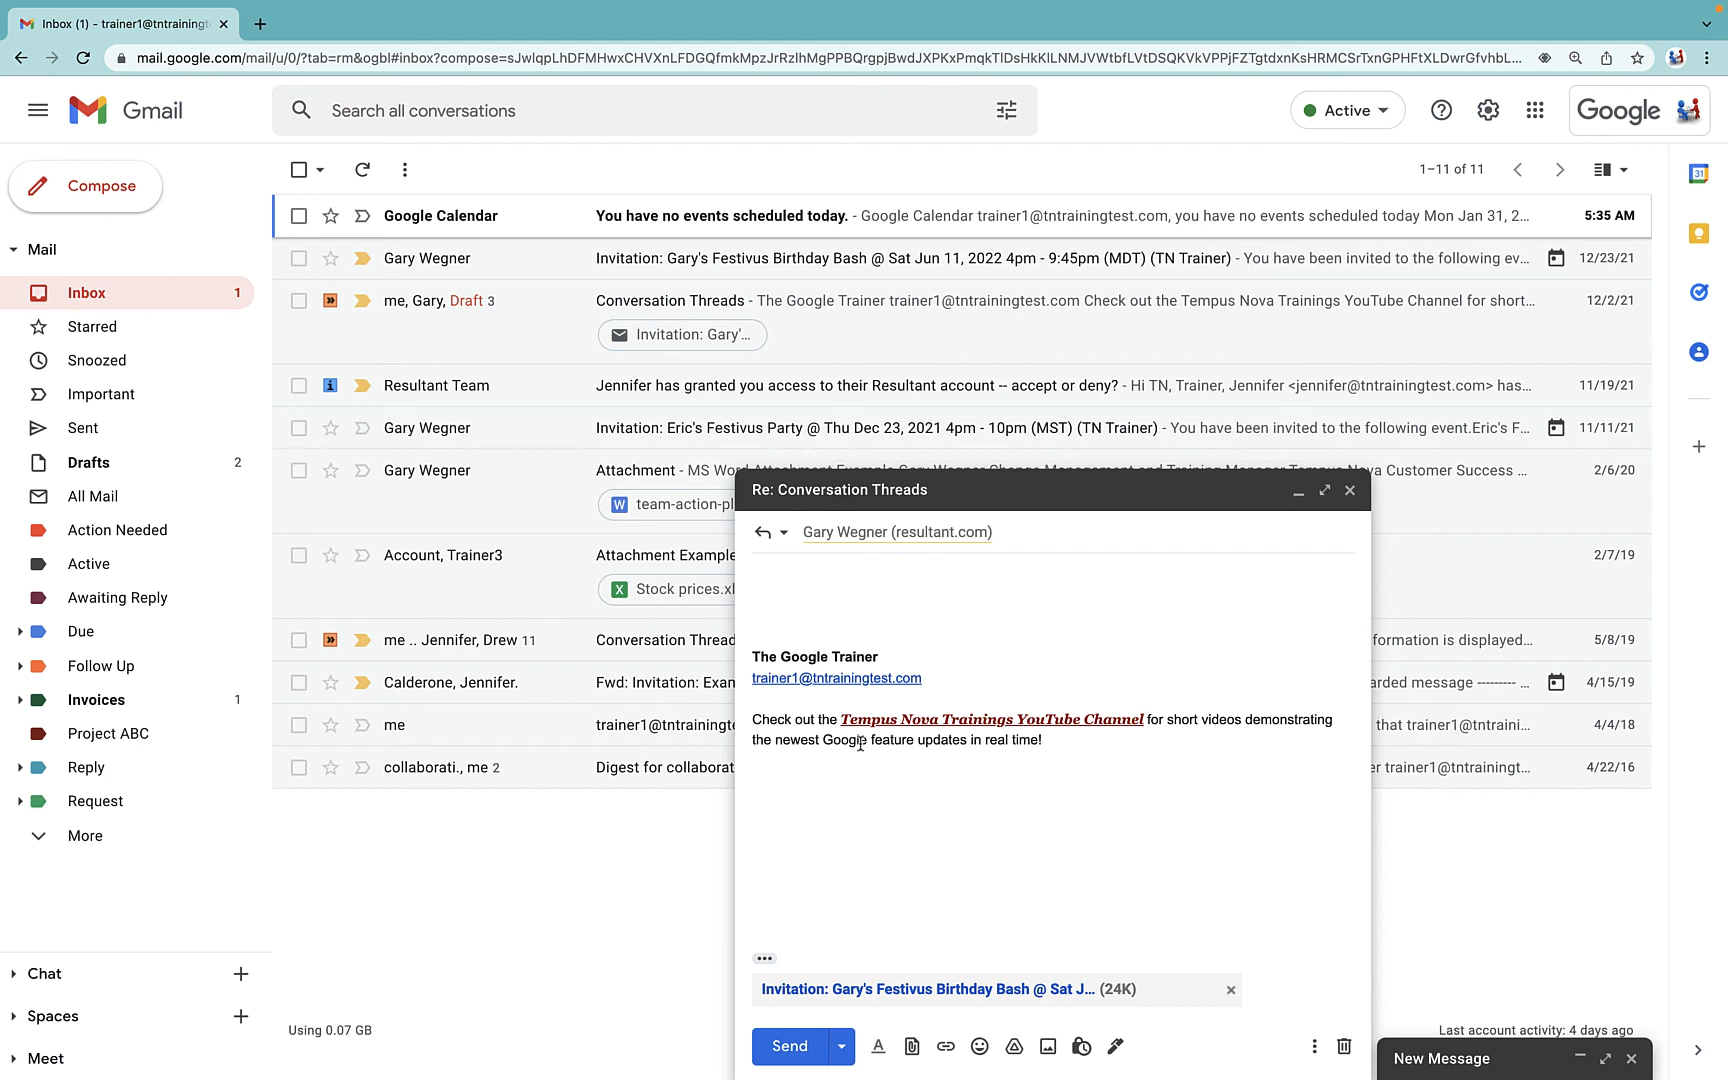 Inbox (1) - trainer1@tntrainingt
mail.google.com/mail/u/0/?tab=rm&ogbl#inbox?compose=
Gmail
Search all conversations
Active
Google
Compose
1–11 of 11
31
Google Calendar You have no events scheduled today. - Google Calendar trainer1@tntrainingtest.com, you have no events scheduled today Mon Jan 31, 2... 5:35 AM
Mail
Gary Wegner Invitation: Gary's Festivus Birthday Bash @ Sat Jun 11, 2022 4pm - 9:45pm (MDT) (TN Trainer) - You have been invited to the following ev... 12/23/21
Inbox 1
me, Gary, Draft 3 Conversation Threads - The Google Trainer trainer1@tntrainingtest.com Check out the Tempus Nova Trainings YouTube Channel for short... 12/2/21
Starred
Invitation: Gary'...
Snoozed
Resultant Team Jennifer has granted you access to their Resultant account -- accept or deny? - Hi TN, Trainer, Jennifer <jennifer@tntrainingtest.com> has... 11/19/21
Important
Sent
Gary Wegner Invitation: Eric's Festivus Party @ Thu Dec 23, 2021 4pm - 10pm (MST) (TN Trainer) - You have been invited to the following event.Eric's F... 11/11/21
Drafts 2
Gary Wegner Attachment - MS Word Attachment Example Gary Wegner Change Management and Training Manager Tempus Nova Customer Success ... 2/6/20
All Mail
team-action-pl
Action Needed
Account, Trainer3 Attachment Example 2/7/19
Active
Stock prices.xl
Awaiting Reply
Due
me .. Jennifer, Drew 11 Conversation Thread formation is displayed... 5/8/19
Follow Up
Calderone, Jennifer. Fwd: Invitation: Exan arded message --------- ... 4/15/19
Invoices 1
me trainer1@tntrainingte that trainer1@tntrainingt... 4/4/18
Project ABC
collaborati., me 2 Digest for collaborat er trainer1@tntrainingt... 4/22/16
Reply
Request
More
Re: Conversation Threads
Gary Wegner (resultant.com)
The Google Trainer
trainer1@tntrainingtest.com
Check out the Tempus Nova Trainings YouTube Channel for short videos demonstrating
the newest Google feature updates in real time!
Invitation: Gary's Festivus Birthday Bash @ Sat J... (24K)
Send
Chat
Spaces
Meet
Using 0.07 GB
Last account activity: 4 days ago
New Message